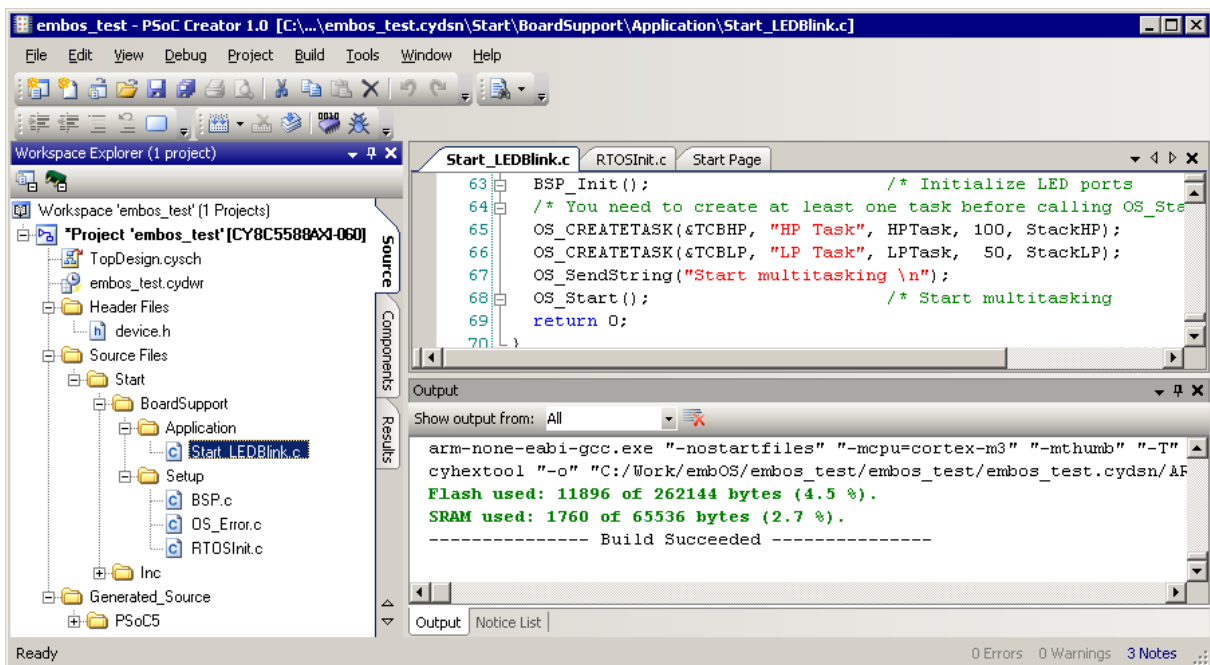 embos_test - PSoC Creator 1.0 [C:\...\embos_test.cydsn\Start\BoardSupport\Application\Start_LEDBlink.c]
File Edit View Debug Project Build Tools Window Help
0010
Workspace Explorer (1 project)
Workspace 'embos_test' (1 Projects)
*Project 'embos_test' [CY8C5588AXI-060]
TopDesign.cysch
embos_test.cydwr
Header Files
h device.h
Source Files
Start
BoardSupport
Application
c Start_LEDBlink.c
Setup
c BSP.c
c OS_Error.c
c RTOSInit.c
Inc
Generated_Source
PSoC5
Source
Components
Results
Start_LEDBlink.c RTOSInit.c Start Page
63 BSP_Init(); /* Initialize LED ports
64 /* You need to create at least one task before calling OS_Sta
65 OS_CREATETASK(&TCBHP, "HP Task", HPTask, 100, StackHP);
66 OS_CREATETASK(&TCBLP, "LP Task", LPTask, 50, StackLP);
67 OS_SendString("Start multitasking \n");
68 OS_Start(); /* Start multitasking
69 return 0;
70 }
Output
Show output from: All
arm-none-eabi-gcc.exe "-nostartfiles" "-mcpu=cortex-m3" "-mthumb" "-T"
cyhextool "-o" "C:/Work/embOS/embos_test/embos_test/embos_test.cydsn/AR
Flash used: 11896 of 262144 bytes (4.5 %).
SRAM used: 1760 of 65536 bytes (2.7 %).
--------------- Build Succeeded ---------------
Output Notice List
Ready 0 Errors 0 Warnings 3 Notes